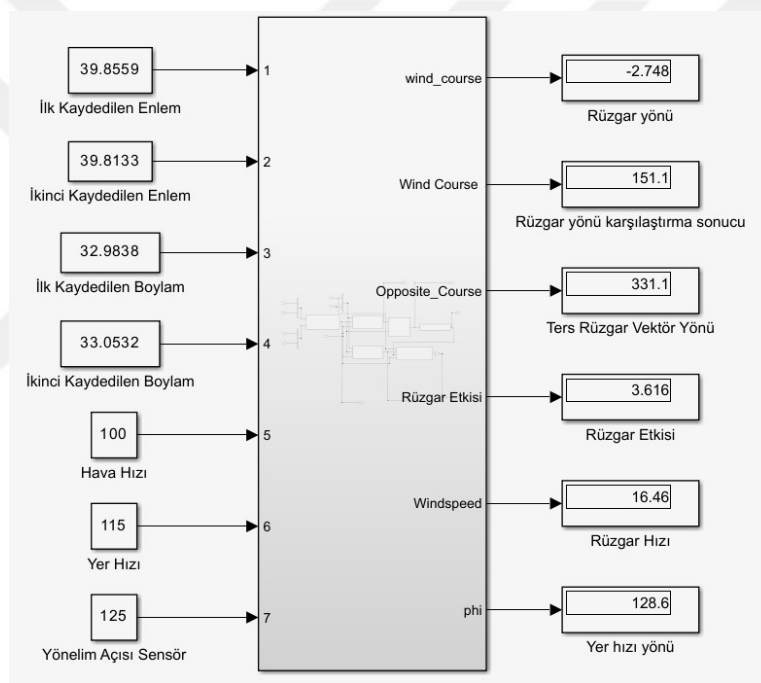 39.8559
İlk Kaydedilen Enlem
39.8133
İkinci Kaydedilen Enlem
32.9838
İlk Kaydedilen Boylam
33.0532
İkinci Kaydedilen Boylam
100
Hava Hızı
115
Yer Hızı
125
Yönelim Açısı Sensör
1
2
3
4
5
6
7
wind_course
Wind Course
Opposite_Course
Rüzgar Etkisi
Windspeed
phi
-2.748
Rüzgar yönü
151.1
Rüzgar yönü karşılaştırma sonucu
331.1
Ters Rüzgar Vektör Yönü
3.616
Rüzgar Etkisi
16.46
Rüzgar Hızı
128.6
Yer hızı yönü